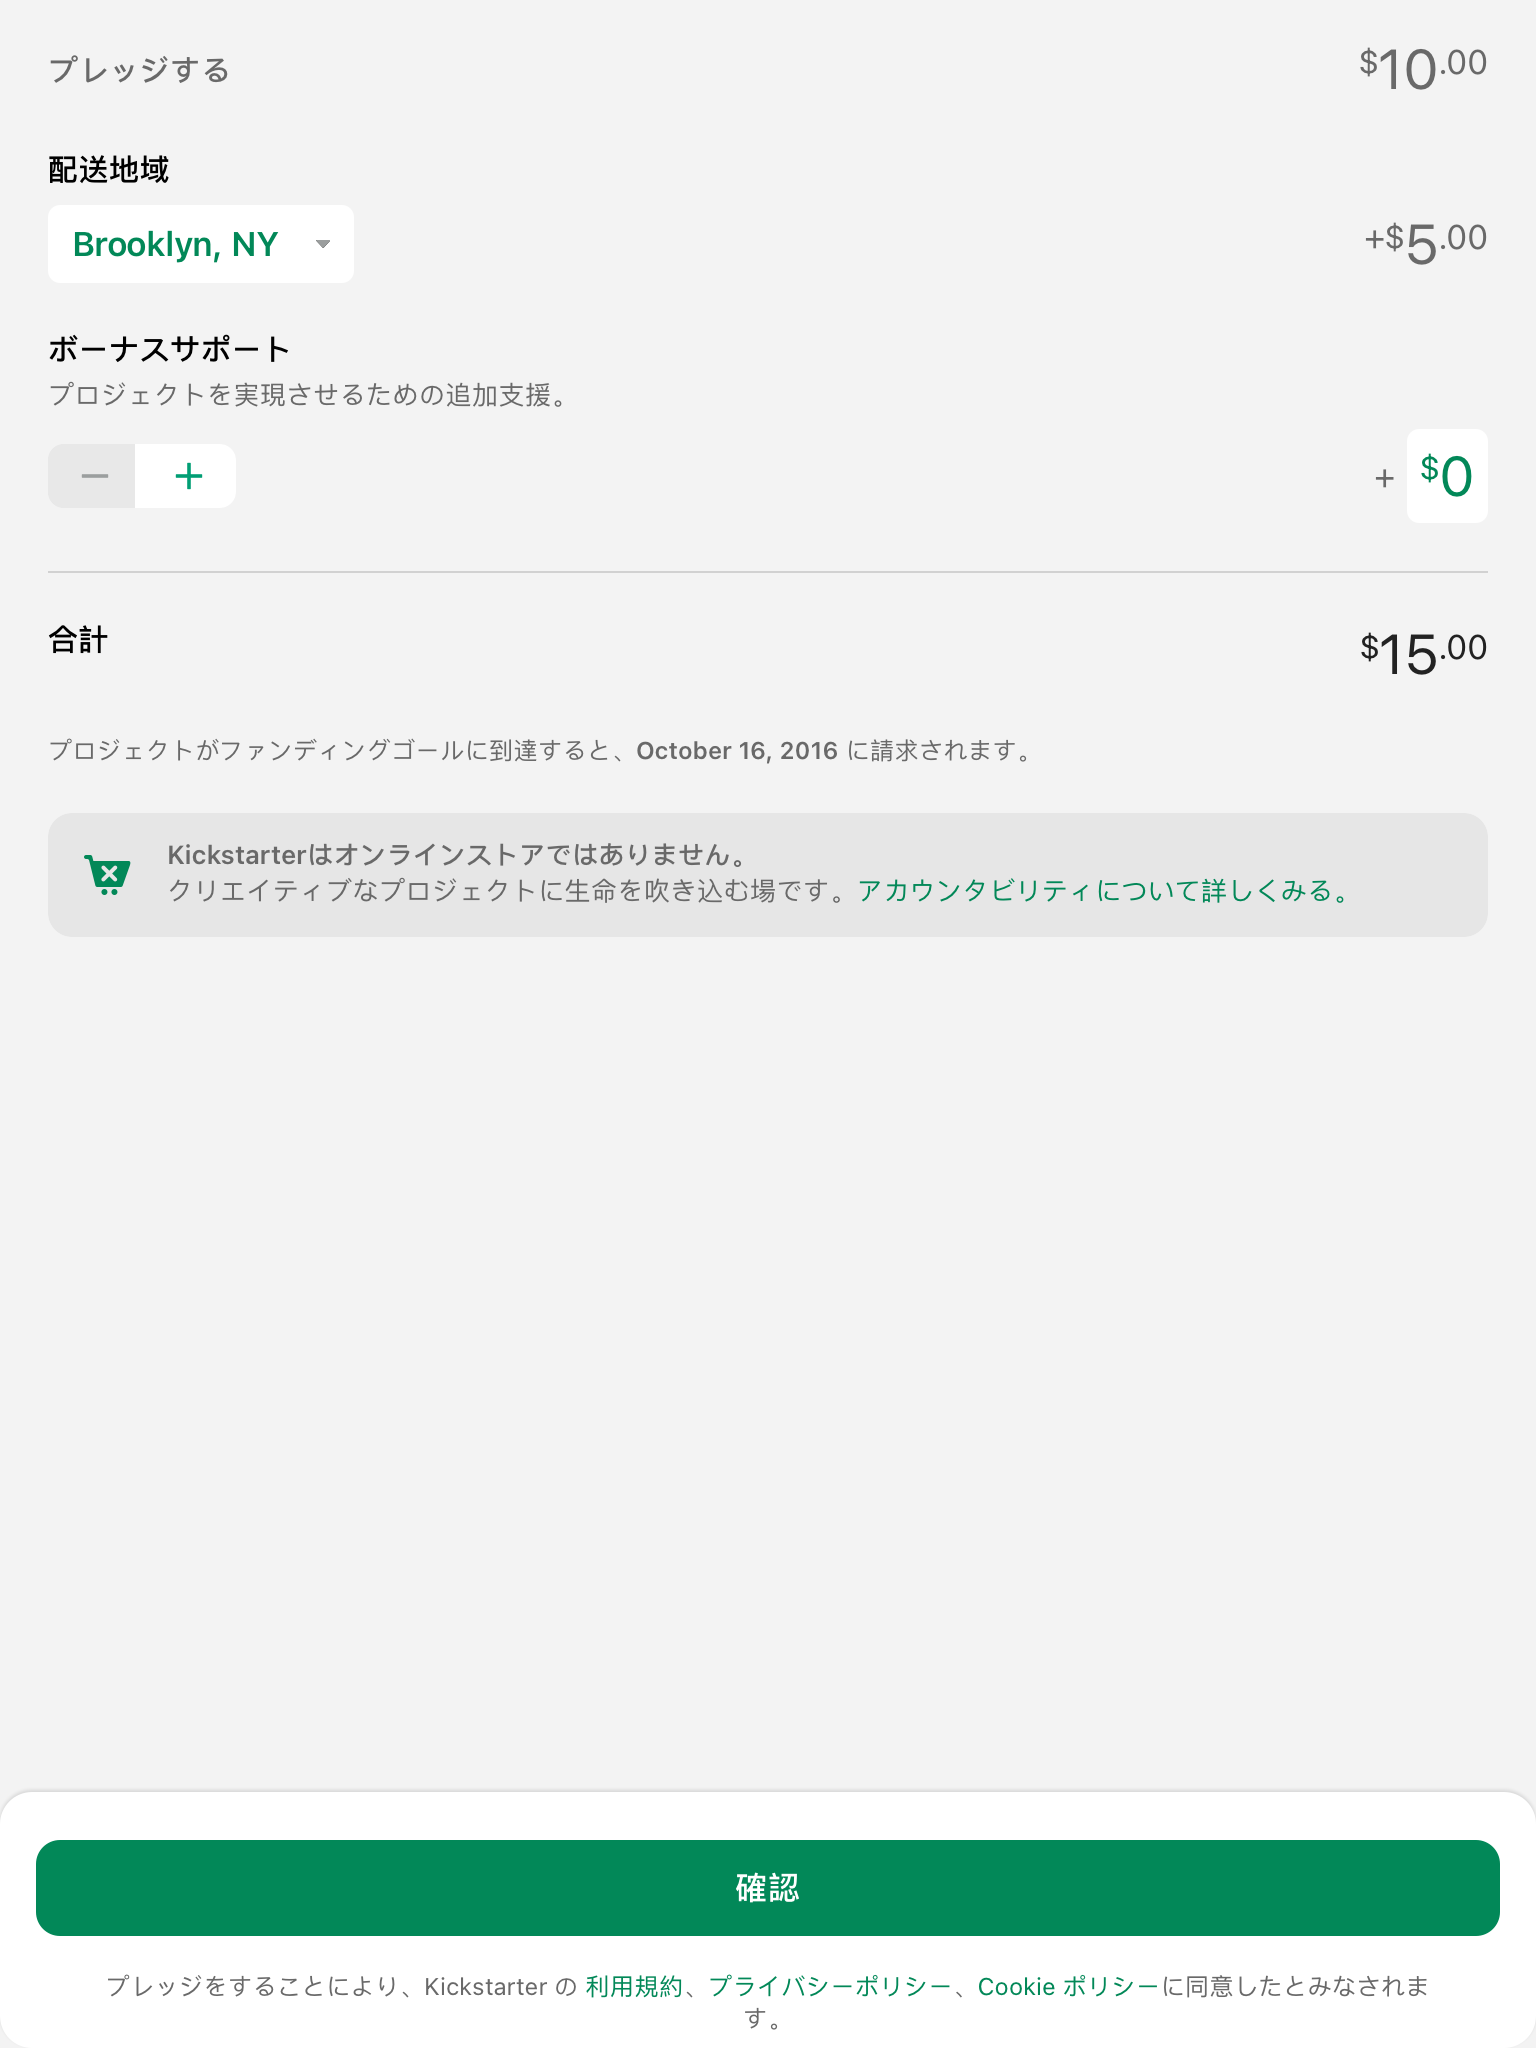 プレッジする
$10.00
配送地域
Brooklyn, NY
+$5.00
ボーナスサポート
プロジェクトを実現させるための追加支援。
+ $0
合計
$15.00
プロジェクトがファンディングゴールに到達すると、October 16, 2016 に請求されます。
Kickstarterはオンラインストアではありません。
クリエイティブなプロジェクトに生命を吹き込む場です。アカウンタビリティについて詳しくみる。
確認
プレッジをすることにより、Kickstarter の 利用規約、プライバシーポリシー、Cookie ポリシーに同意したとみなされま
す。